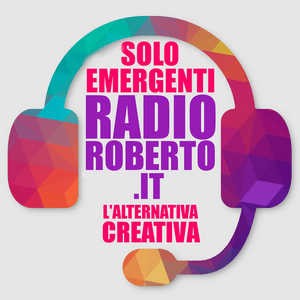 SOLO
EMERGENTI
RADIO
ROBERTO
.IT
L'ALTERNATIVA
CREATIVA